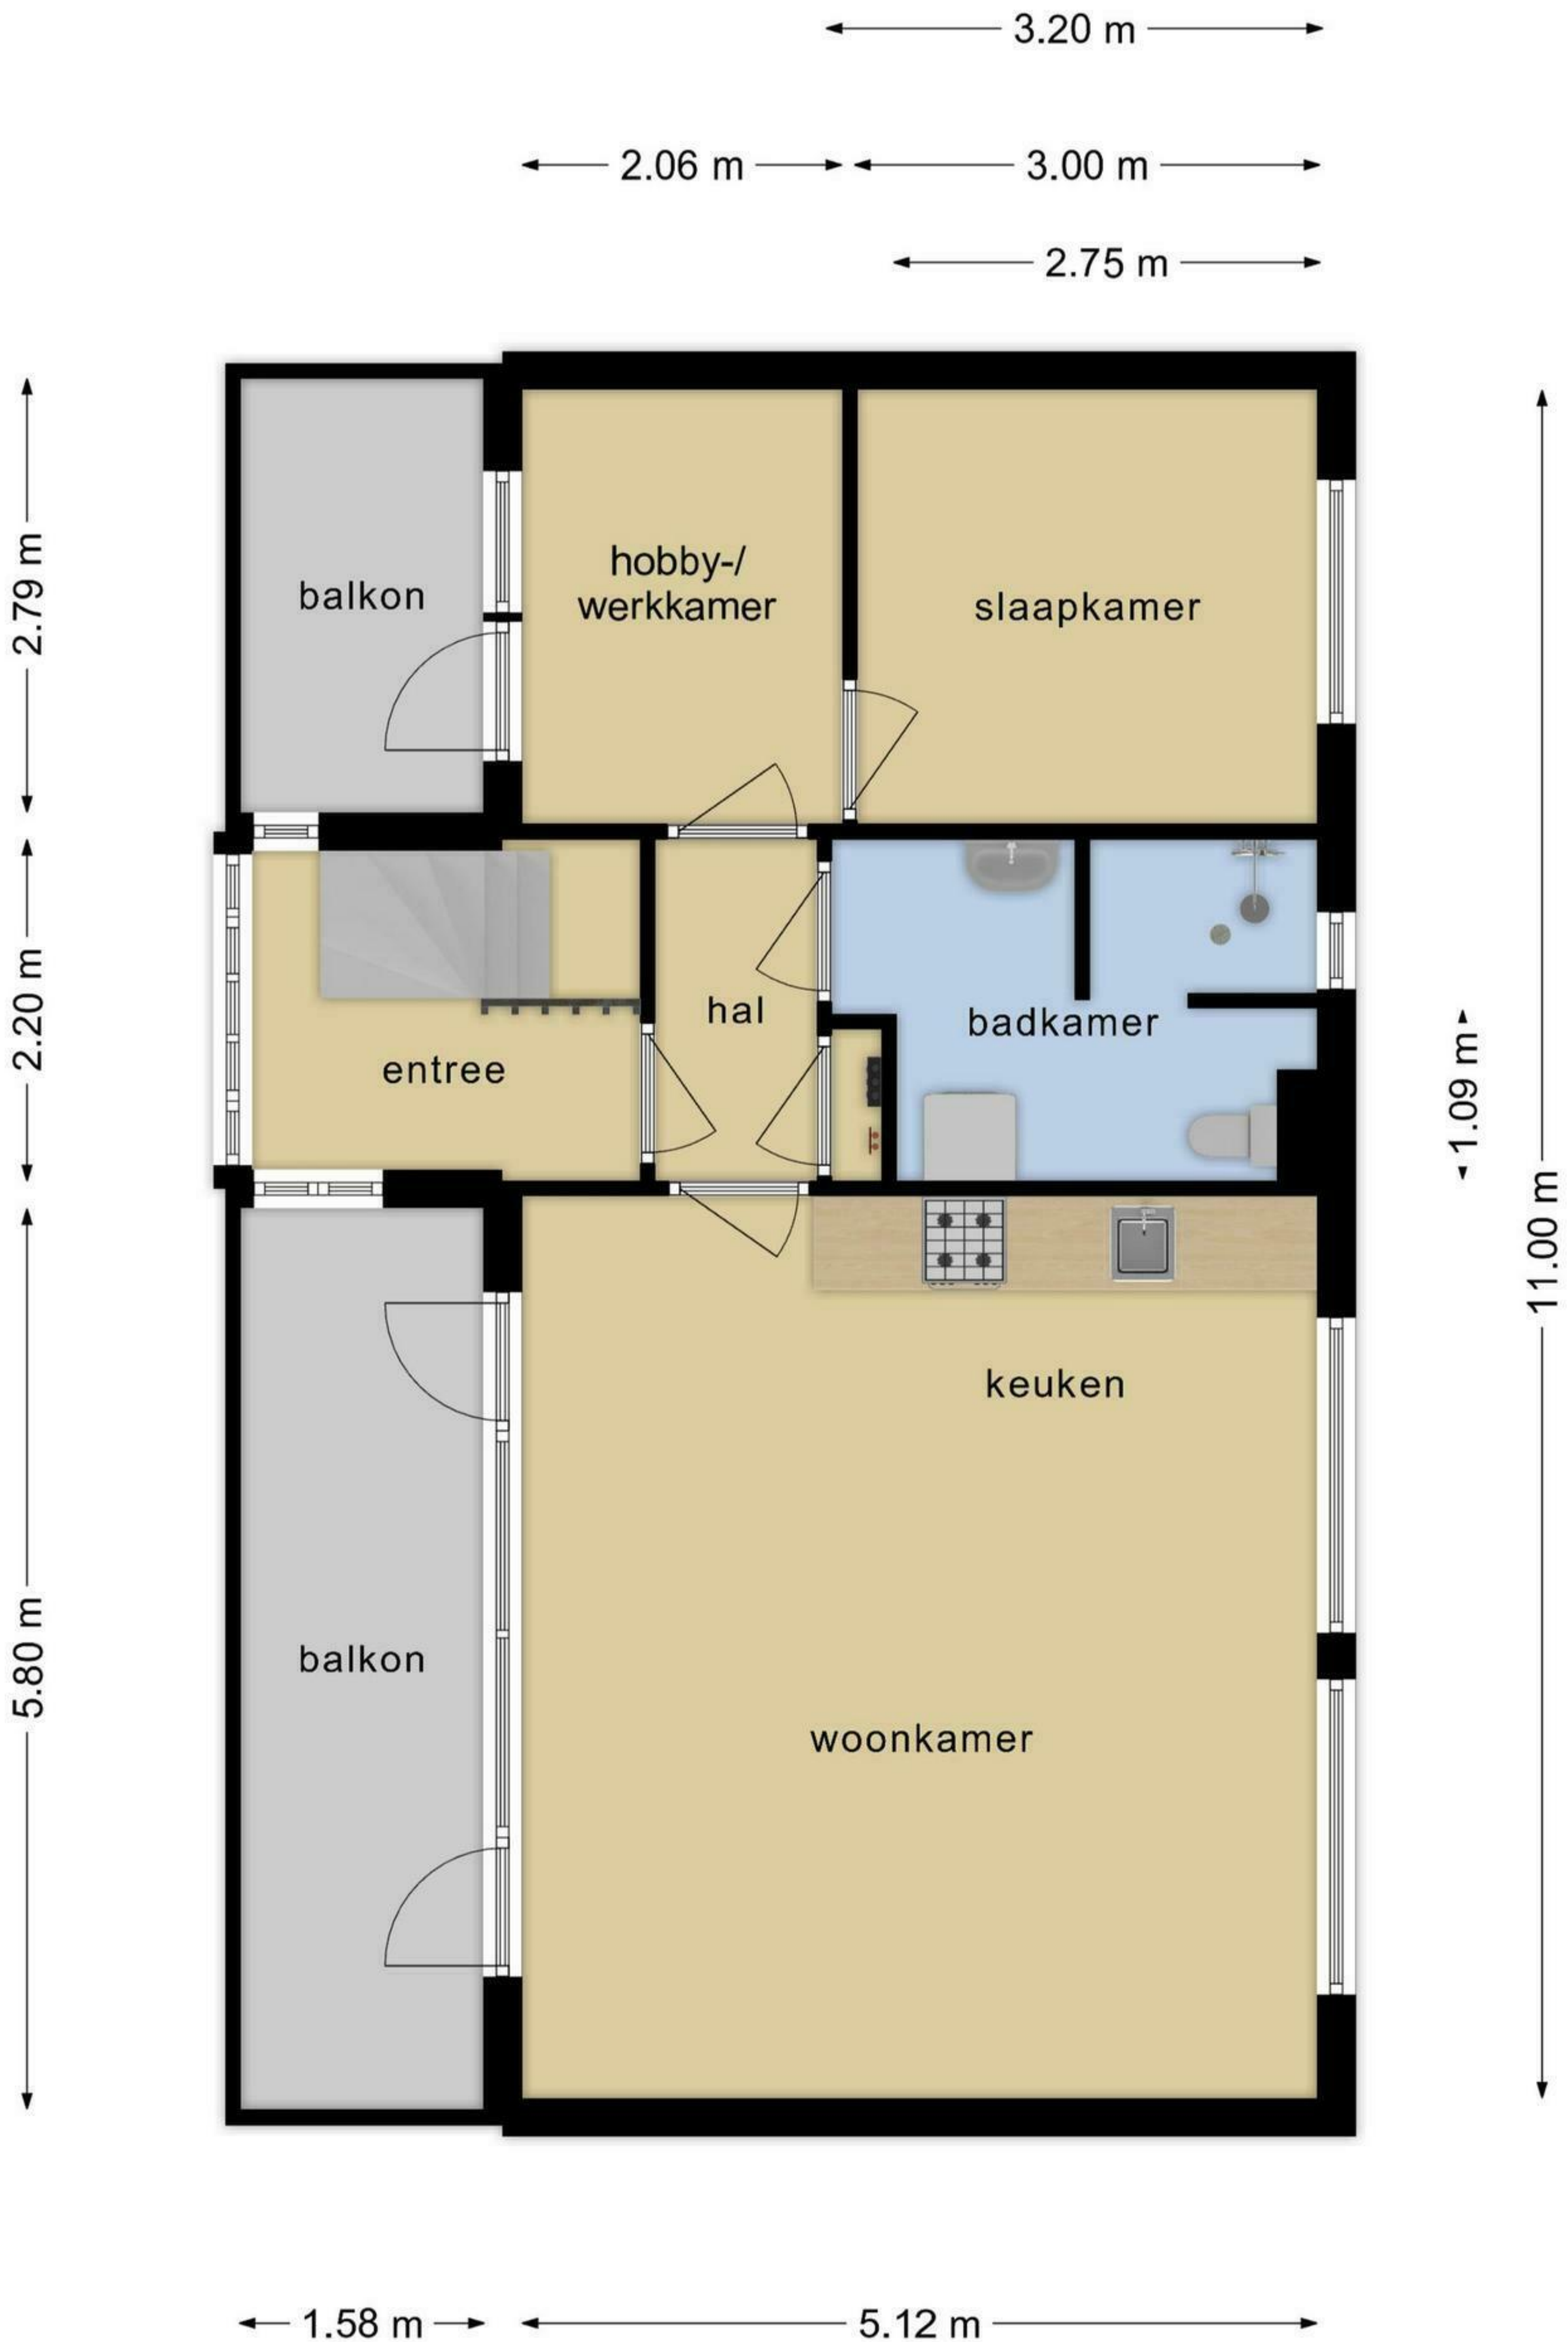 3.20 m
2.06 m
3.00 m
2.75 m
balkon
hobby-/
werkkamer
slaapkamer
2.79 m
2.20 m
entree
hal
badkamer
1.09 m
11.00 m
keuken
5.80 m
balkon
woonkamer
1.58 m
5.12 m